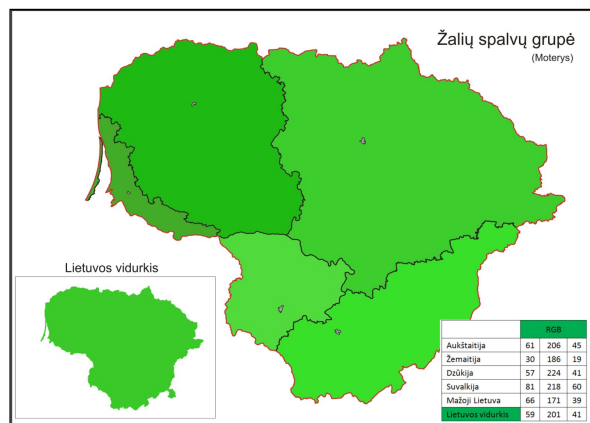 Žalių spalvų grupė
(Moterys)
Lietuvos vidurkis
RGB
Aukštaitija 61 206 45
Žemaitija 30 186 19
Dzūkija 57 224 41
Suvalkija 81 218 60
Mažoji Lietuva 66 171 39
Lietuvos vidurkis 59 201 41